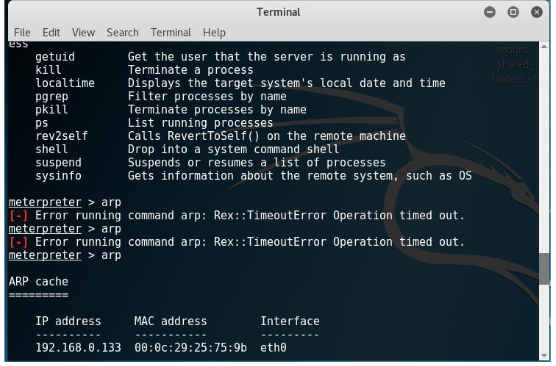 Terminal
File Edit View Search Terminal Help
ess
getuid Get the user that the server is running as
kill Terminate a process
localtime Displays the target system's local date and time
pgrep Filter processes by name
pkill Terminate processes by name
ps List running processes
rev2self Calls RevertToSelf() on the remote machine
shell Drop into a system command shell
suspend Suspends or resumes a list of processes
sysinfo Gets information about the remote system, such as OS
meterpreter > arp
[-] Error running command arp: Rex::TimeoutError Operation timed out.
meterpreter > arp
[-] Error running command arp: Rex::TimeoutError Operation timed out.
meterpreter > arp
ARP cache
=========
IP address MAC address Interface
---------- ----------- ---------
192.168.0.133 00:0c:29:25:75:9b eth0
mount-
shared-
folders.sh